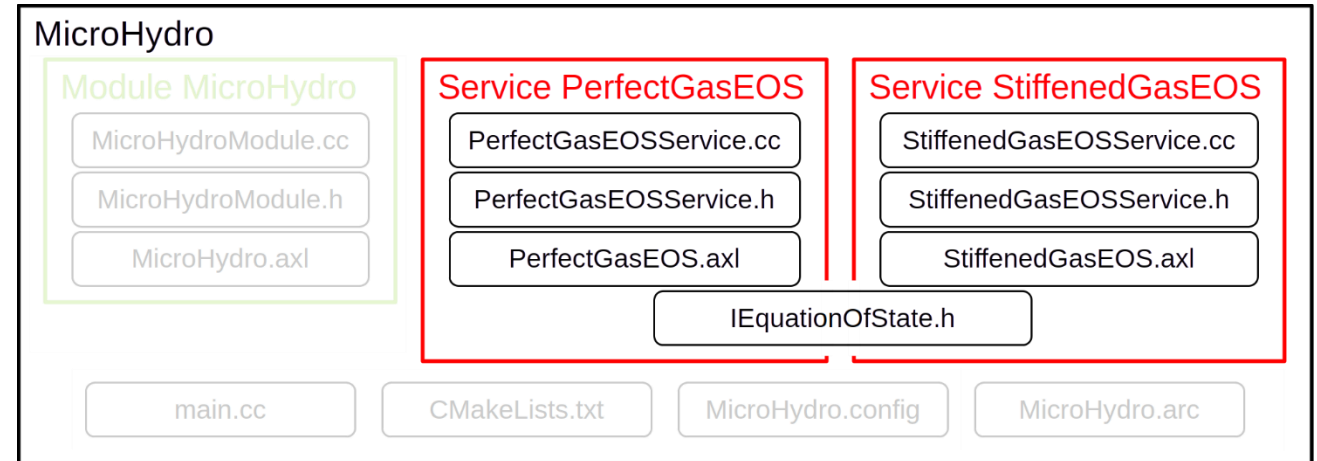 MicroHydro
Module MicroHydro
MicroHydroModule.cc
MicroHydroModule.h
MicroHydro.axl
Service PerfectGasEOS
PerfectGasEOSService.cc
PerfectGasEOSService.h
PerfectGasEOS.axl
Service StiffenedGasEOS
StiffenedGasEOSService.cc
StiffenedGasEOSService.h
StiffenedGasEOS.axl
IEquationOfState.h
main.cc
CMakeLists.txt
MicroHydro.config
MicroHydro.arc